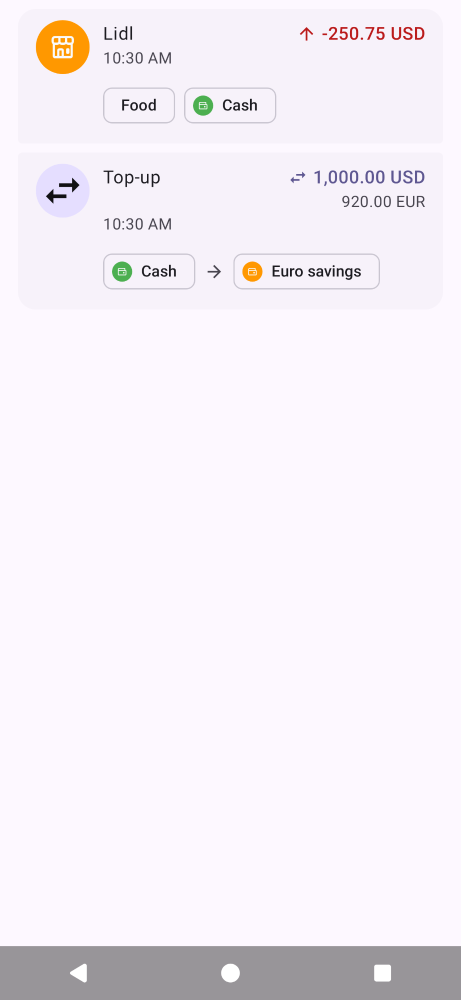 Lidl
-250.75 USD
10:30 AM
Food
Cash
Top-up
1,000.00 USD
920.00 EUR
10:30 AM
Cash
Euro savings